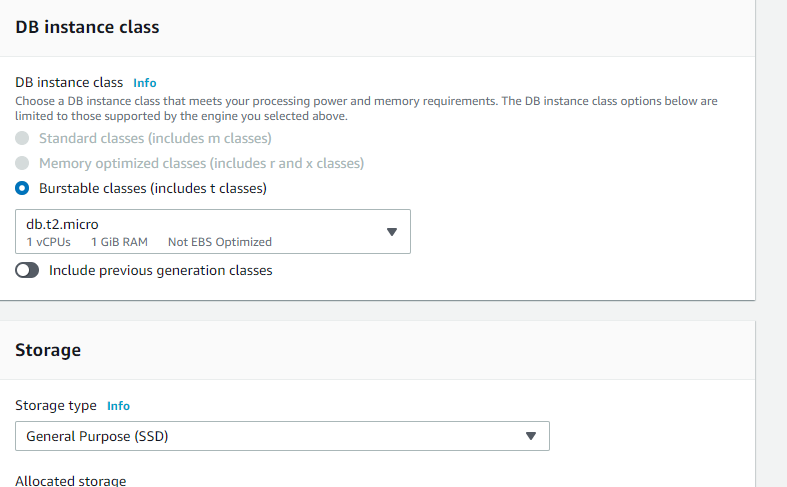 DB instance class
DB instance class Info
Choose a DB instance class that meets your processing power and memory requirements. The DB instance class options below are
limited to those supported by the engine you selected above.
Standard classes (includes m classes)
Memory optimized classes (includes r and x classes)
Burstable classes (includes t classes)
db.t2.micro
1 vCPUs 1 GiB RAM Not EBS Optimized
Include previous generation classes
Storage
Storage type Info
General Purpose (SSD)
Allocated storage